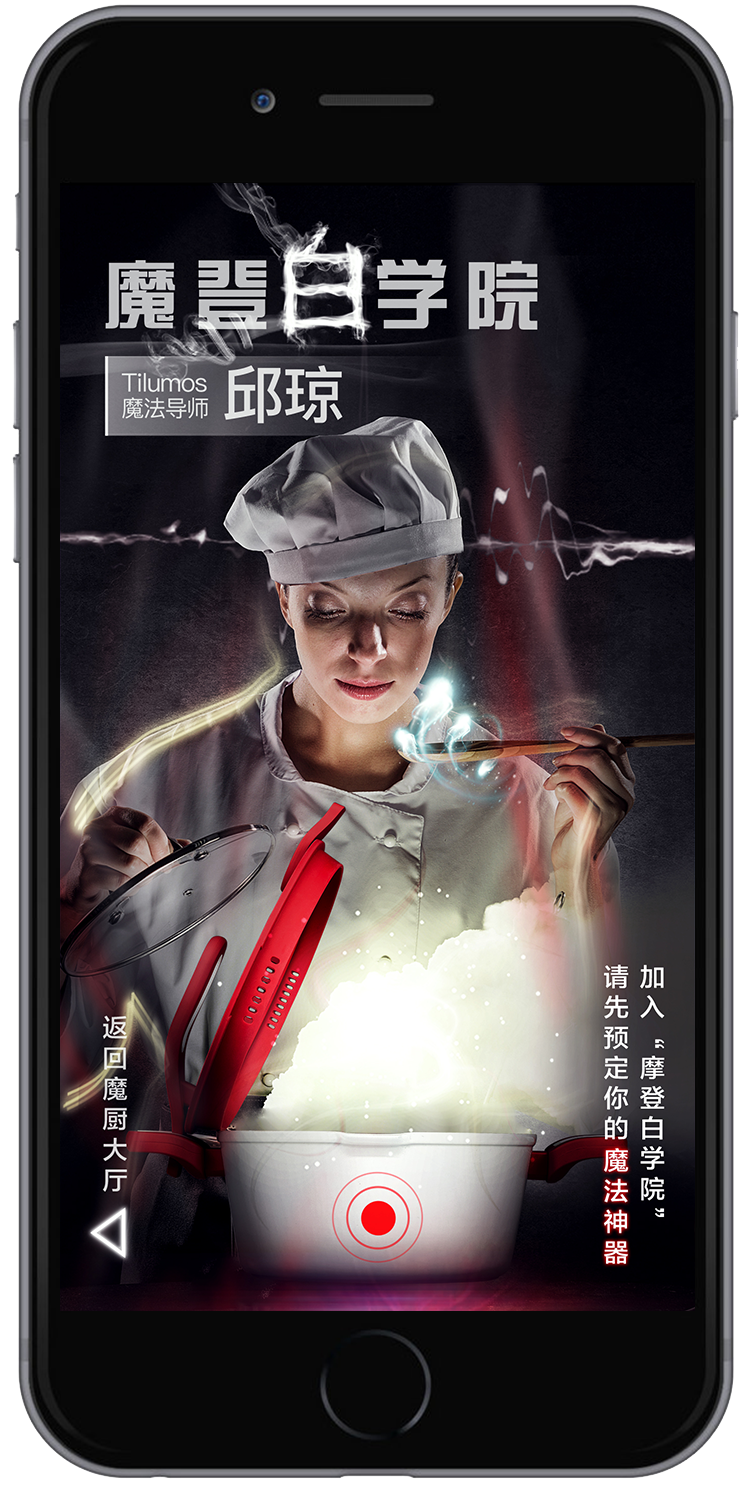 魔登白学院
Tilumos
魔法导师
邱琼
加入“摩登白学院”
请先预定你的魔法神器
返回魔厨大厅